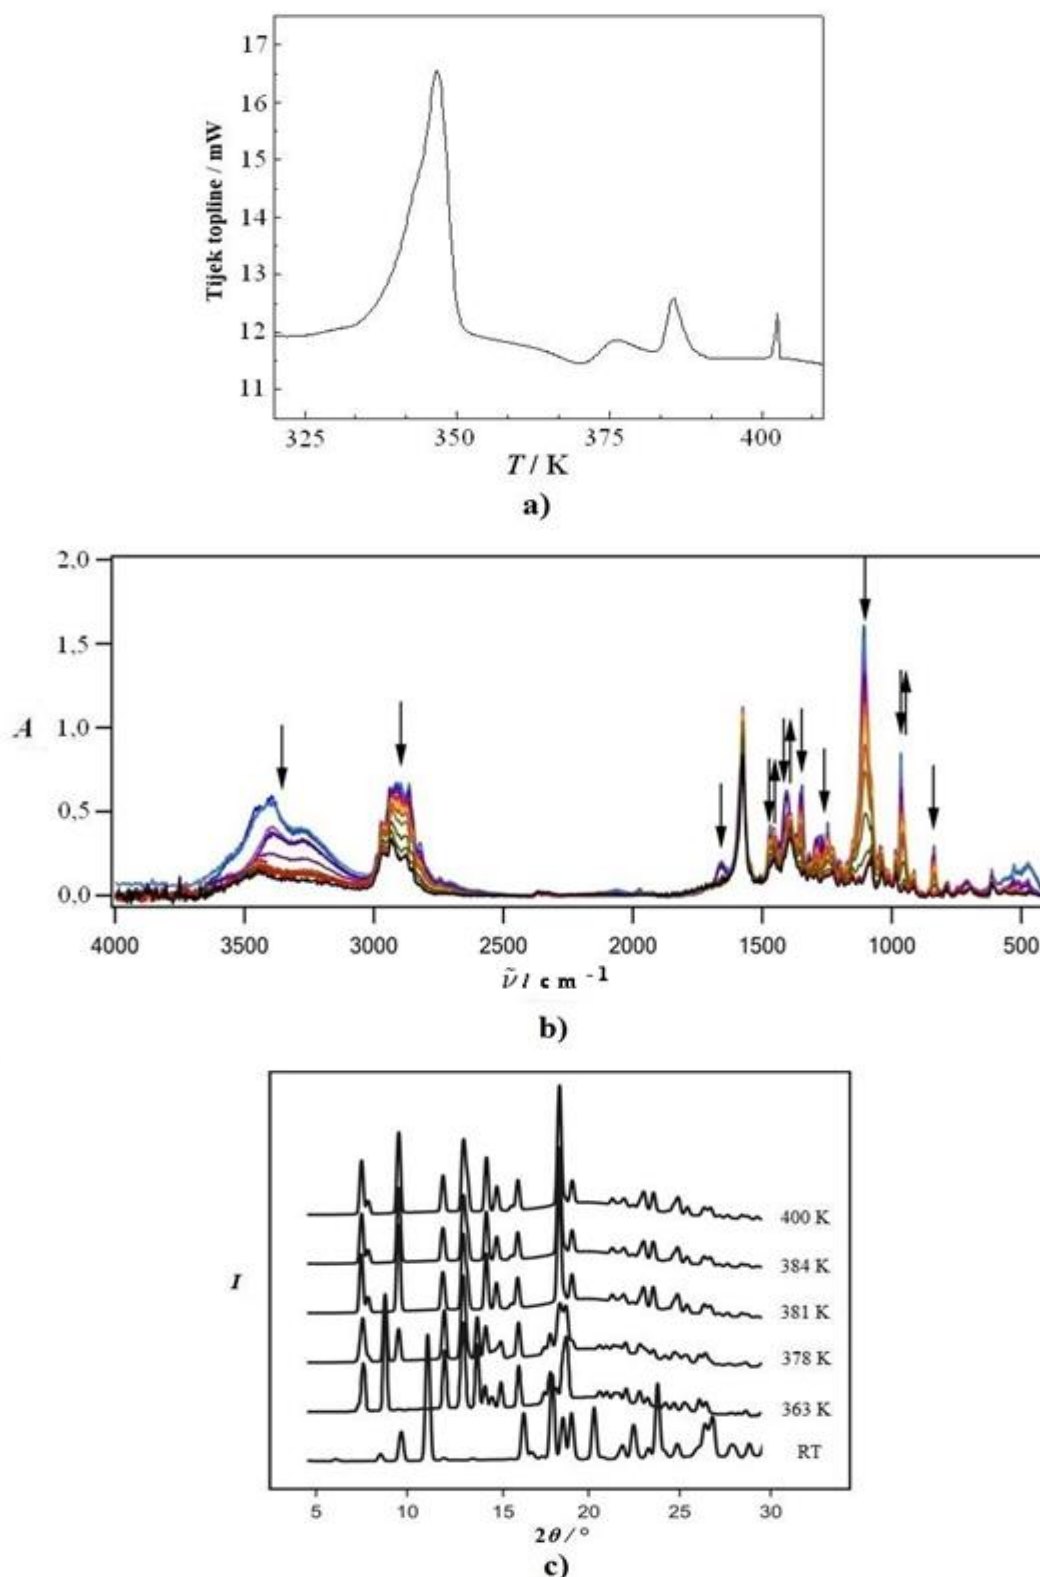 17
16
15
14
13
12
11
Tijek topline / mW
325 350 375 400
T / K
a)
2,0
1,5
1,0
0,5
0.0
A
4000 3500 3000 2500 2000 1500 1000 500
ṽ / cm⁻¹
b)
400 K
384 K
381 K
378 K
363 K
RT
I
5 10 15 20 25 30
2θ / °
c)